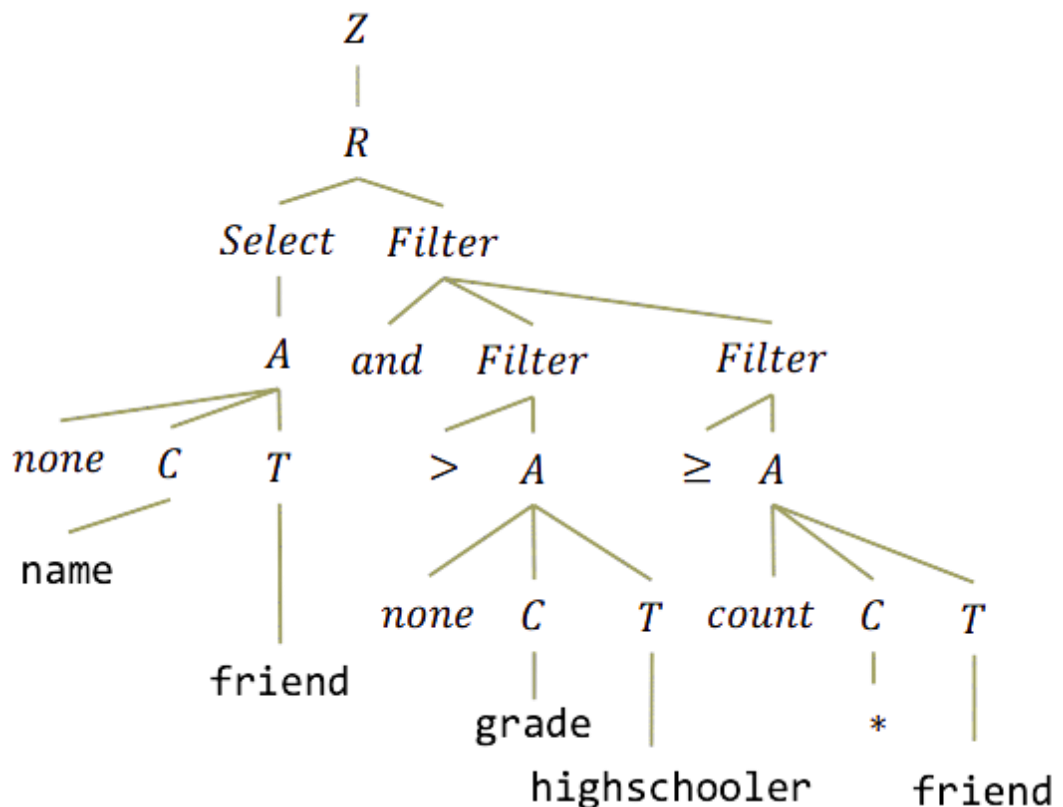 Z
R
Select Filter
A and Filter Filter
none C T > A ≥ A
name
none C T count C T
friend
grade *
highschooler friend